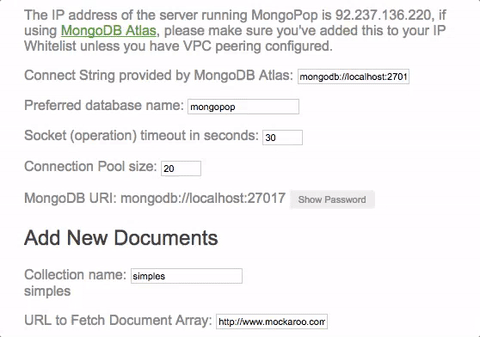 The IP address of the server running MongoPop is 92.237.136.220, if
using MongoDB Atlas, please make sure you've added this to your IP
Whitelist unless you have VPC peering configured.
Connect String provided by MongoDB Atlas: mongodb://localhost:2701
Preferred database name: mongopop
Socket (operation) timeout in seconds: 30
Connection Pool size: 20
MongoDB URI: mongodb://localhost:27017 Show Password
Add New Documents
Collection name: simples
simples
URL to Fetch Document Array: http://www.mockaroo.com